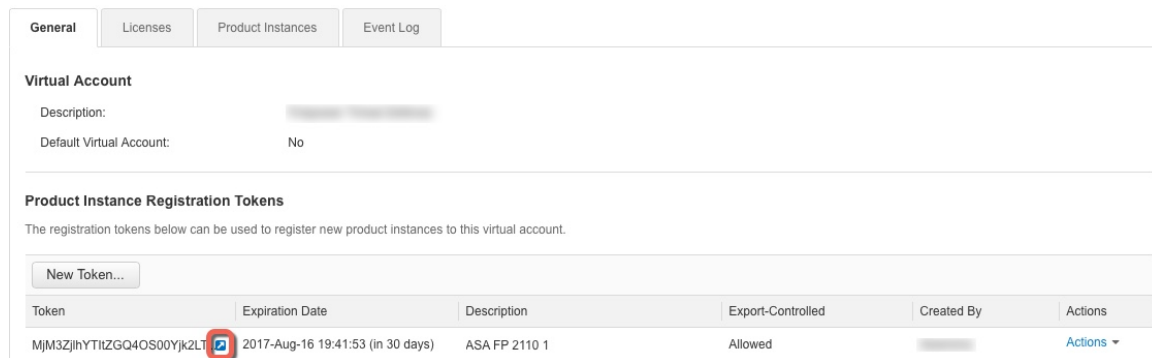 General Licenses Product Instances Event Log
Virtual Account
Description:
Default Virtual Account: No
Product Instance Registration Tokens
The registration tokens below can be used to register new product instances to this virtual account.
New Token...
Token Expiration Date Description Export-Controlled Created By Actions
MjM3ZjlhYTItZGQ4OS00Yjk2LT 2017-Aug-16 19:41:53 (in 30 days) ASA FP 2110 1 Allowed Actions